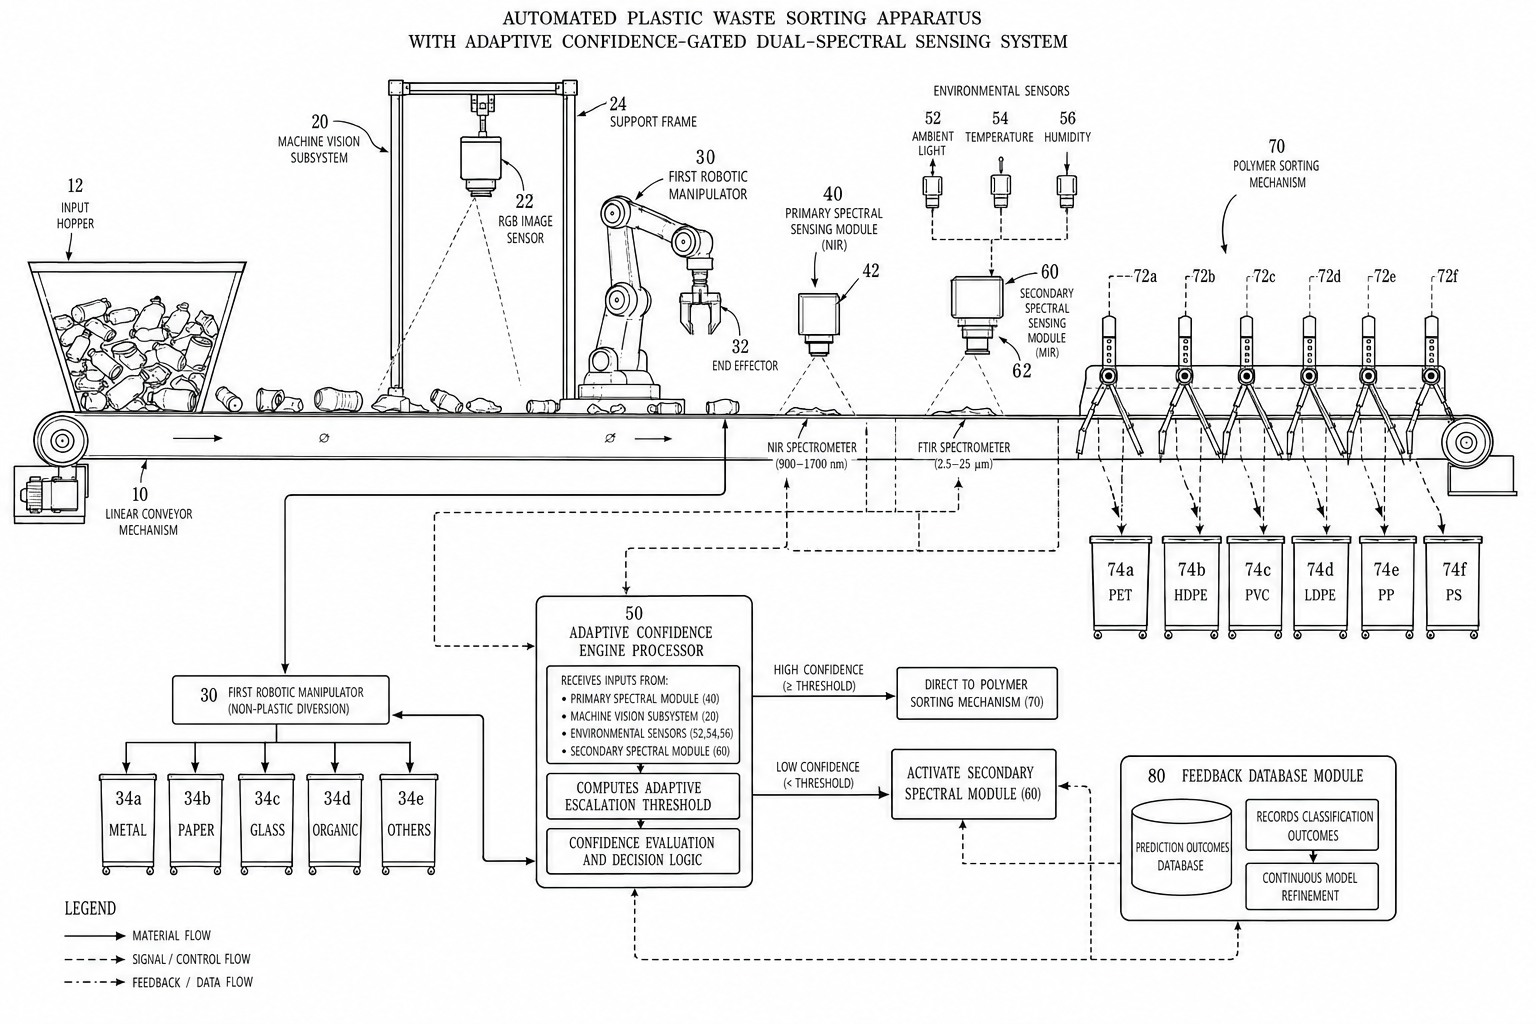 AUTOMATED PLASTIC WASTE SORTING APPARATUS
WITH ADAPTIVE CONFIDENCE-GATED DUAL-SPECTRAL SENSING SYSTEM
12
INPUT
HOPPER
20
MACHINE VISION
SUBSYSTEM
24
SUPPORT FRAME
22
RGB IMAGE
SENSOR
30
FIRST ROBOTIC
MANIPULATOR
32
END EFFECTOR
40
PRIMARY SPECTRAL
SENSING MODULE
(NIR)
42
ENVIRONMENTAL SENSORS
52
AMBIENT
LIGHT
54
TEMPERATURE
56
HUMIDITY
60
SECONDARY
SPECTRAL
SENSING
MODULE
(MIR)
62
70
POLYMER SORTING
MECHANISM
72a
72b
72c
72d
72e
72f
NIR SPECTROMETER
(900-1700 nm)
FTIR SPECTROMETER
(2.5-25 μm)
10
LINEAR CONVEYOR
MECHANISM
74a
PET
74b
HDPE
74c
PVC
74d
LDPE
74e
PP
74f
PS
50
ADAPTIVE CONFIDENCE
ENGINE PROCESSOR
RECEIVES INPUTS FROM:
• PRIMARY SPECTRAL MODULE (40)
• MACHINE VISION SUBSYSTEM (20)
• ENVIRONMENTAL SENSORS (52,54,56)
• SECONDARY SPECTRAL MODULE (60)
COMPUTES ADAPTIVE
ESCALATION THRESHOLD
CONFIDENCE EVALUATION
AND DECISION LOGIC
HIGH CONFIDENCE
(≥ THRESHOLD)
DIRECT TO POLYMER
SORTING MECHANISM (70)
LOW CONFIDENCE
(< THRESHOLD)
ACTIVATE SECONDARY
SPECTRAL MODULE (60)
30 FIRST ROBOTIC MANIPULATOR
(NON-PLASTIC DIVERSION)
34a
METAL
34b
PAPER
34c
GLASS
34d
ORGANIC
34e
OTHERS
80 FEEDBACK DATABASE MODULE
PREDICTION OUTCOMES
DATABASE
RECORDS CLASSIFICATION
OUTCOMES
CONTINUOUS MODEL
REFINEMENT
LEGEND
MATERIAL FLOW
SIGNAL / CONTROL FLOW
FEEDBACK / DATA FLOW